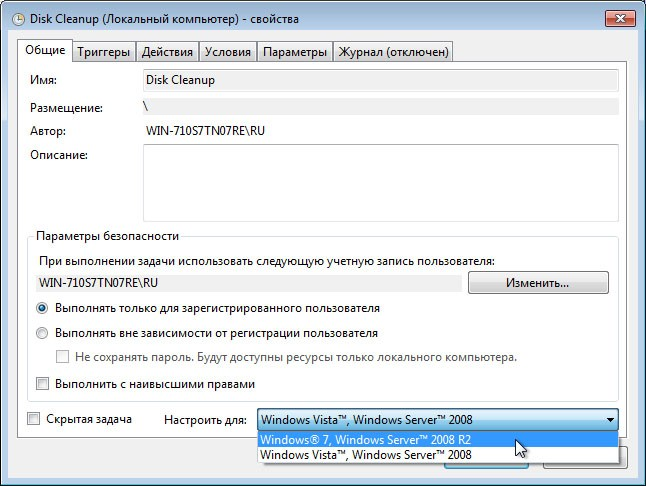 Disk Cleanup (Локальный компьютер) - свойства
Общие Триггеры Действия Условия Параметры Журнал (отключен)
Имя: Disk Cleanup
Размещение: \
Автор: WIN-710S7TN07RE\RU
Описание:
Параметры безопасности
При выполнении задачи использовать следующую учетную запись пользователя:
WIN-710S7TN07RE\RU Изменить...
Выполнять только для зарегистрированного пользователя
Выполнять вне зависимости от регистрации пользователя
Не сохранять пароль. Будут доступны ресурсы только локального компьютера.
Выполнить с наивысшими правами
Скрытая задача Настроить для: Windows Vista™, Windows Server™ 2008
Windows® 7, Windows Server™ 2008 R2
Windows Vista™, Windows Server™ 2008